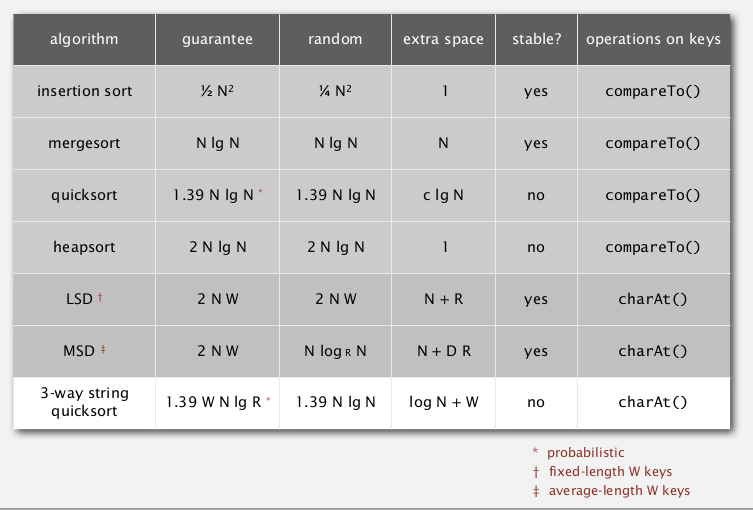 algorithm guarantee random extra space stable? operations on keys
insertion sort ½ N² ¼ N² 1 yes compareTo()
mergesort N lg N N lg N N yes compareTo()
quicksort 1.39 N lg N * 1.39 N lg N c lg N no compareTo()
heapsort 2 N lg N 2 N lg N 1 no compareTo()
LSD † 2 N W 2 N W N + R yes charAt()
MSD ‡ 2 N W N log R N N + D R yes charAt()
3-way string
quicksort 1.39 W N lg R * 1.39 N lg N log N + W no charAt()
* probabilistic
† fixed-length W keys
‡ average-length W keys